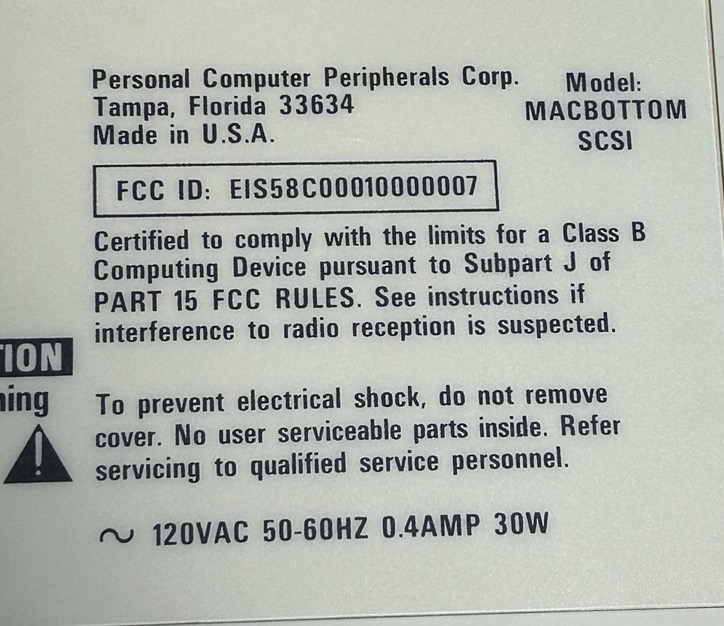 Personal Computer Peripherals Corp.
Tampa, Florida 33634
Made in U.S.A.
Model:
MACBOTTOM
SCSI
FCC ID: EIS58C00010000007
Certified to comply with the limits for a Class B
Computing Device pursuant to Subpart J of
PART 15 FCC RULES. See instructions if
interference to radio reception is suspected.
TION
ning
To prevent electrical shock, do not remove
cover. No user serviceable parts inside. Refer
servicing to qualified service personnel.
~ 120VAC 50-60HZ 0.4AMP 30W